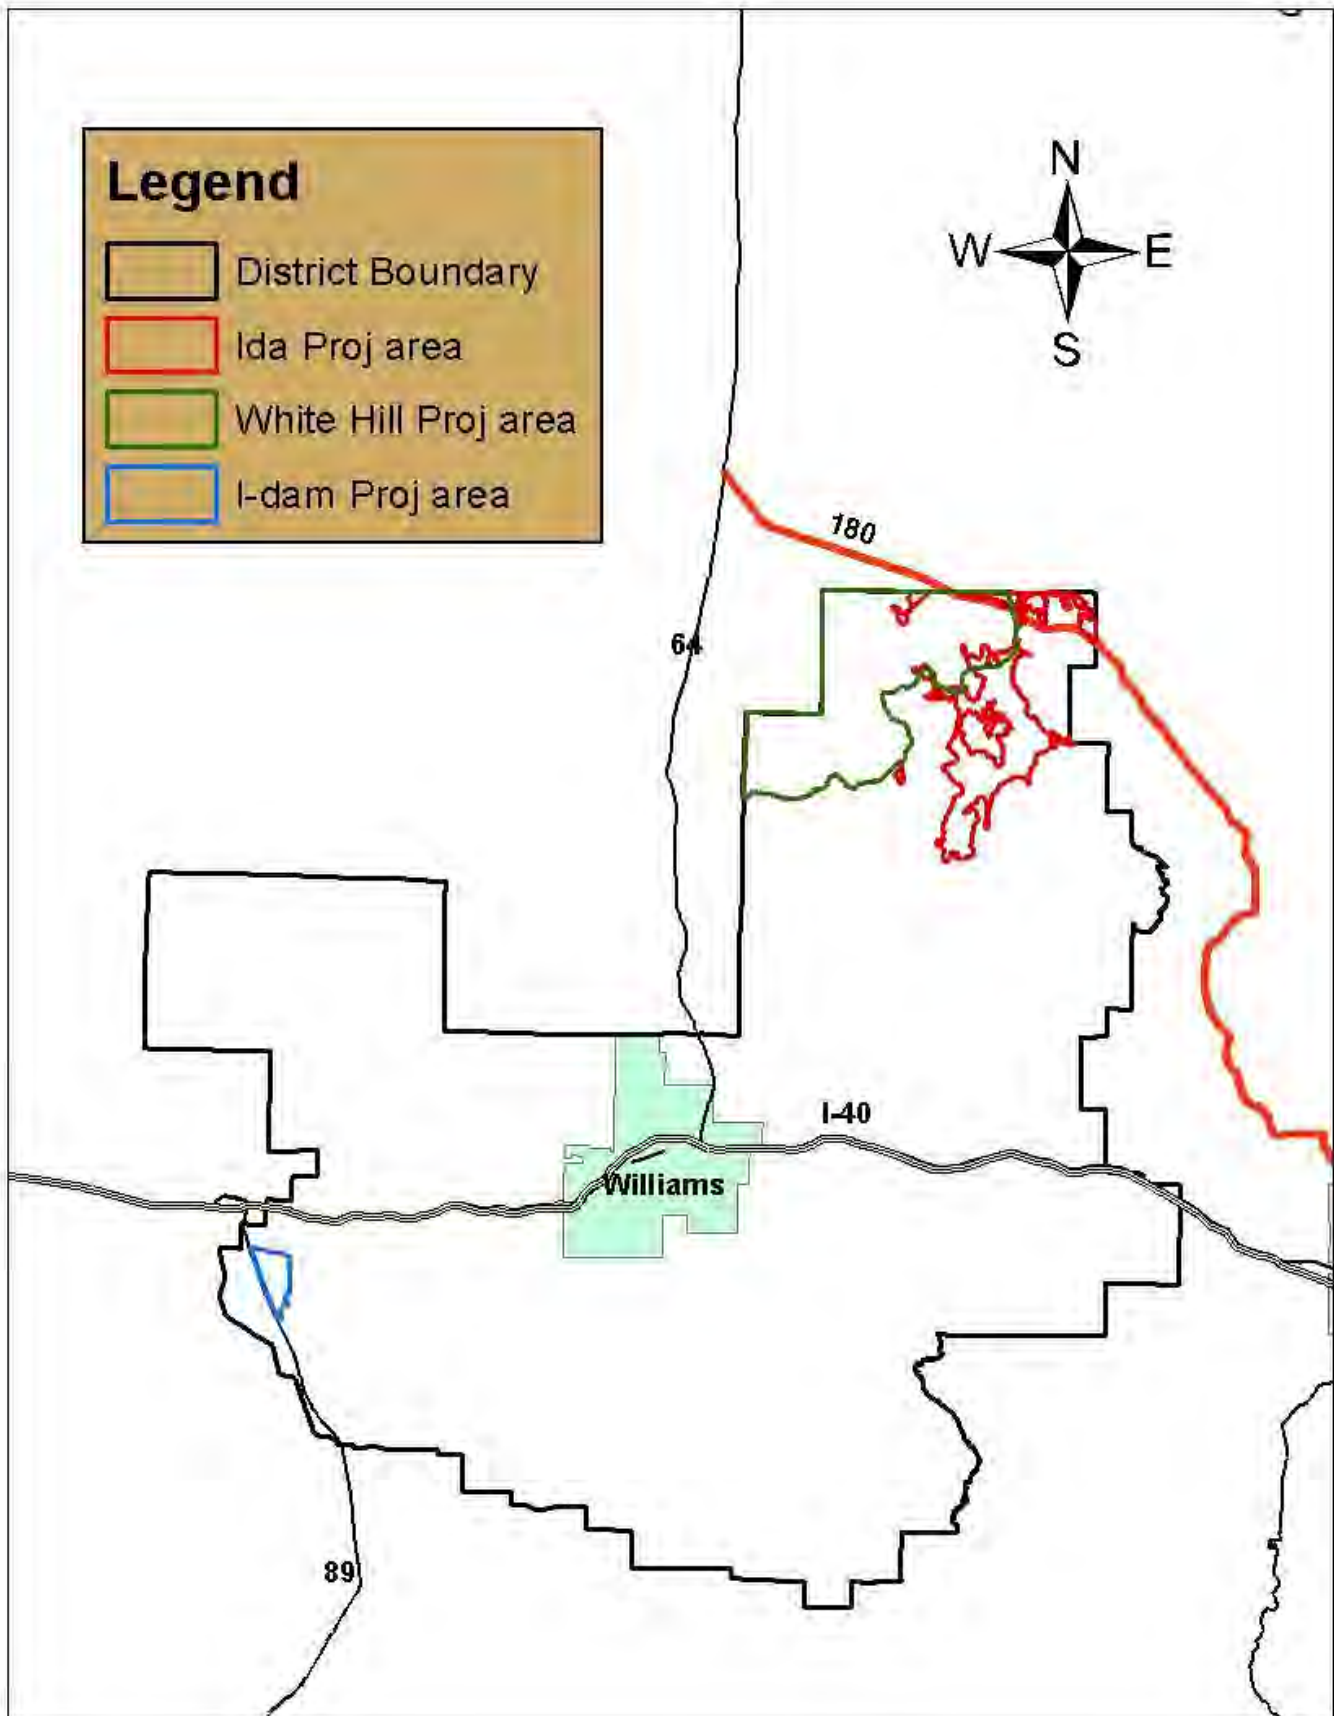 Legend
District Boundary
Ida Proj area
White Hill Proj area
I-dam Proj area
N
W E
S
180
64
I-40
Williams
89